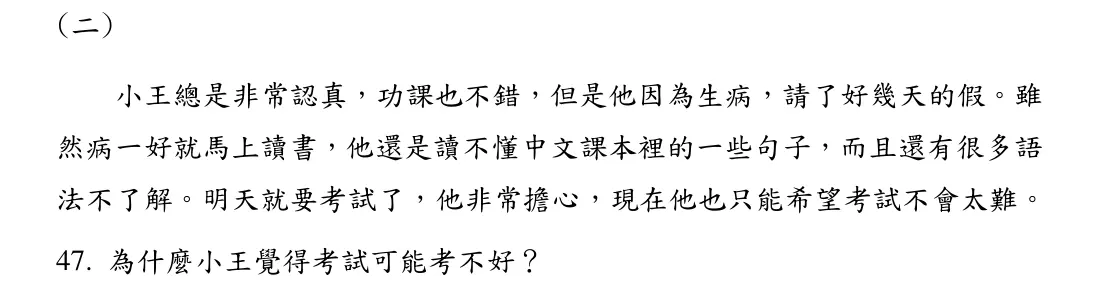 （二）
小王總是非常認真，功課也不錯，但是他因為生病，請了好幾天的假。雖
然病一好就馬上讀書，他還是讀不懂中文課本裡的一些句子，而且還有很多語
法不了解。明天就要考試了，他非常擔心，現在他也只能希望考試不會太難。
47. 為什麼小王覺得考試可能考不好？